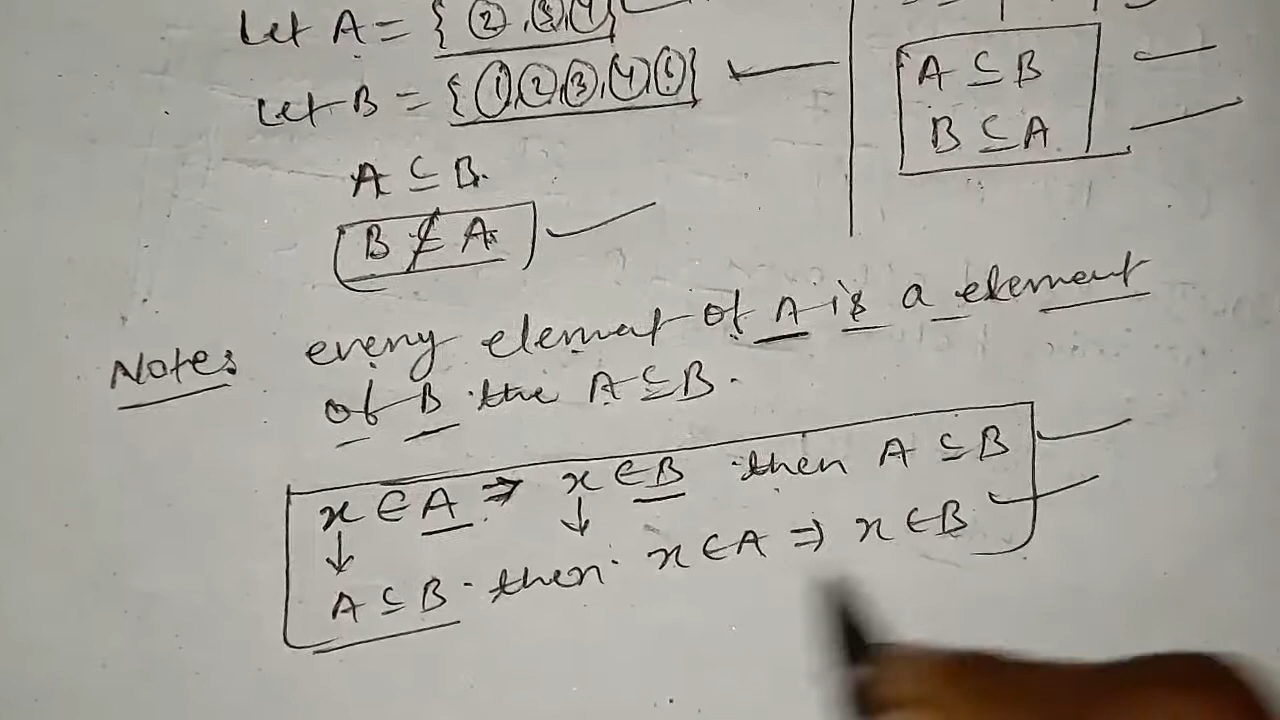 Let A = {2, 3, 4}
Let B = {1, 2, 3, 4, 5}
A ⊆ B.
B ⊈ A.
A ⊆ B
B ⊆ A
Notes every element of A is a element
of B the A ⊆ B.
x ∈ A ⇒ x ∈ B then A ⊆ B
A ⊆ B then x ∈ A ⇒ x ∈ B